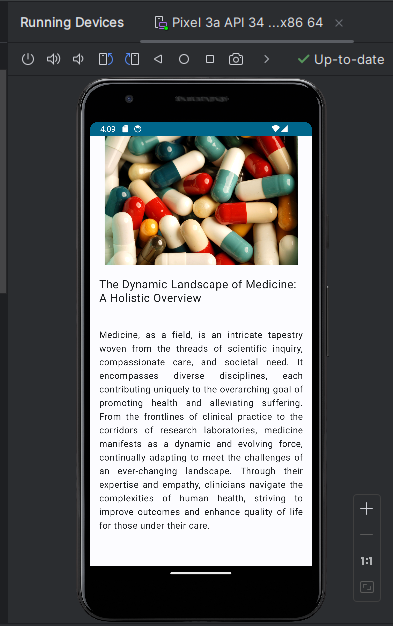 Running Devices
Pixel 3a API 34 ...x86 64
Up-to-date
4:09
The Dynamic Landscape of Medicine:
A Holistic Overview
Medicine, as a field, is an intricate tapestry
woven from the threads of scientific inquiry,
compassionate care, and societal need. It
encompasses diverse disciplines, each
contributing uniquely to the overarching goal of
promoting health and alleviating suffering.
From the frontlines of clinical practice to the
corridors of research laboratories, medicine
manifests as a dynamic and evolving force,
continually adapting to meet the challenges of
an ever-changing landscape. Through their
expertise and empathy, clinicians navigate the
complexities of human health, striving to
improve outcomes and enhance quality of life
for those under their care.
1:1